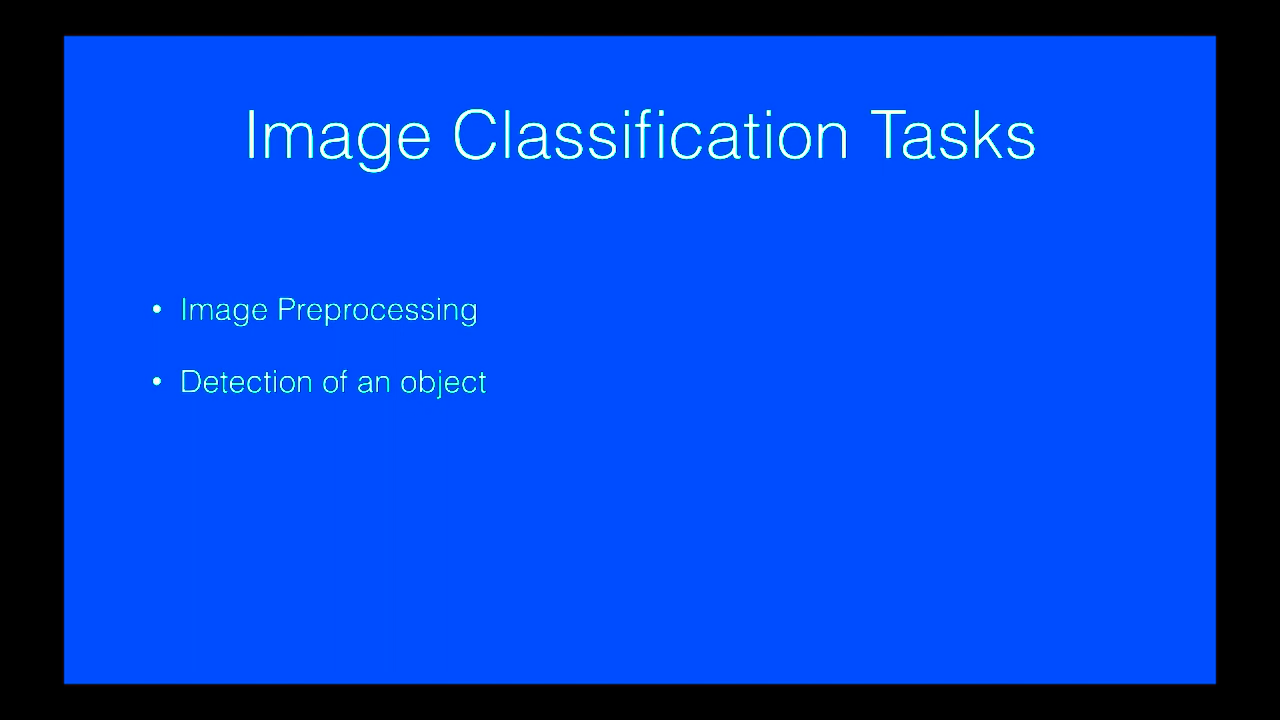 Image Classification Tasks
• Image Preprocessing
• Detection of an object